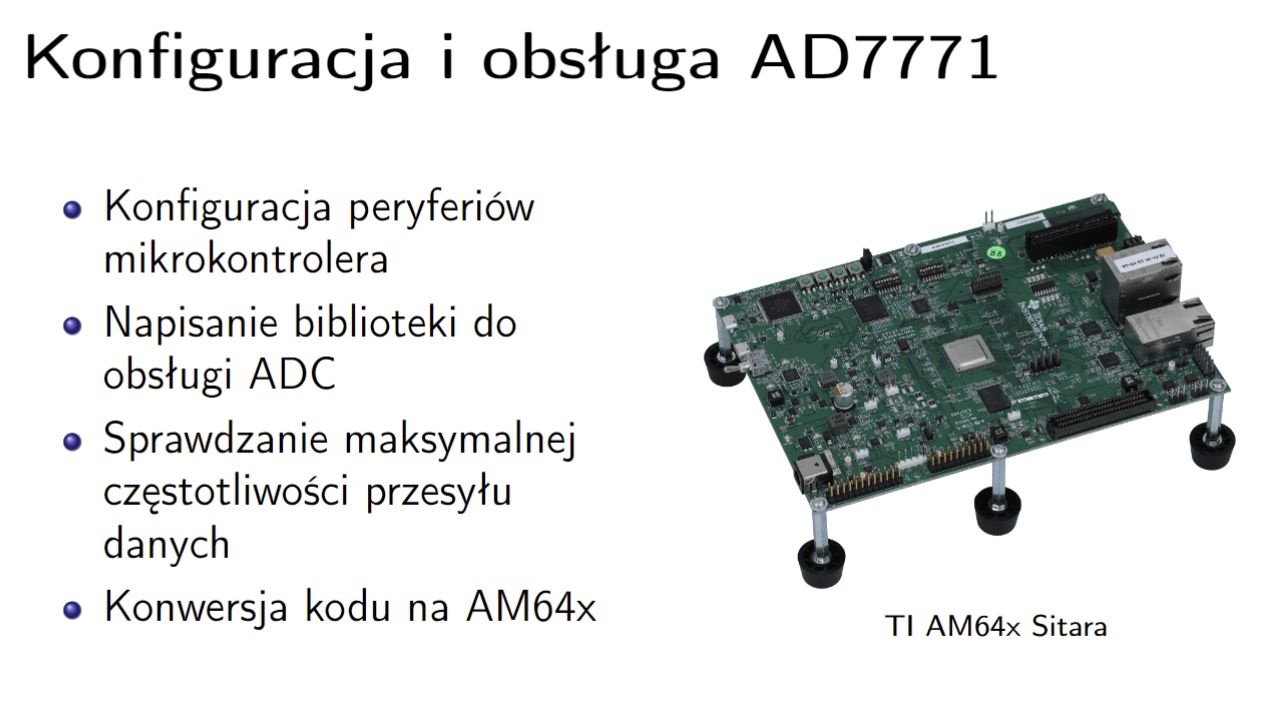 Konfiguracja i obsługa AD7771
Konfiguracja peryferiów
mikrokontrolera
Napisanie biblioteki do
obsługi ADC
Sprawdzanie maksymalnej
częstotliwości przesyłu
danych
Konwersja kodu na AM64x
TI AM64x Sitara